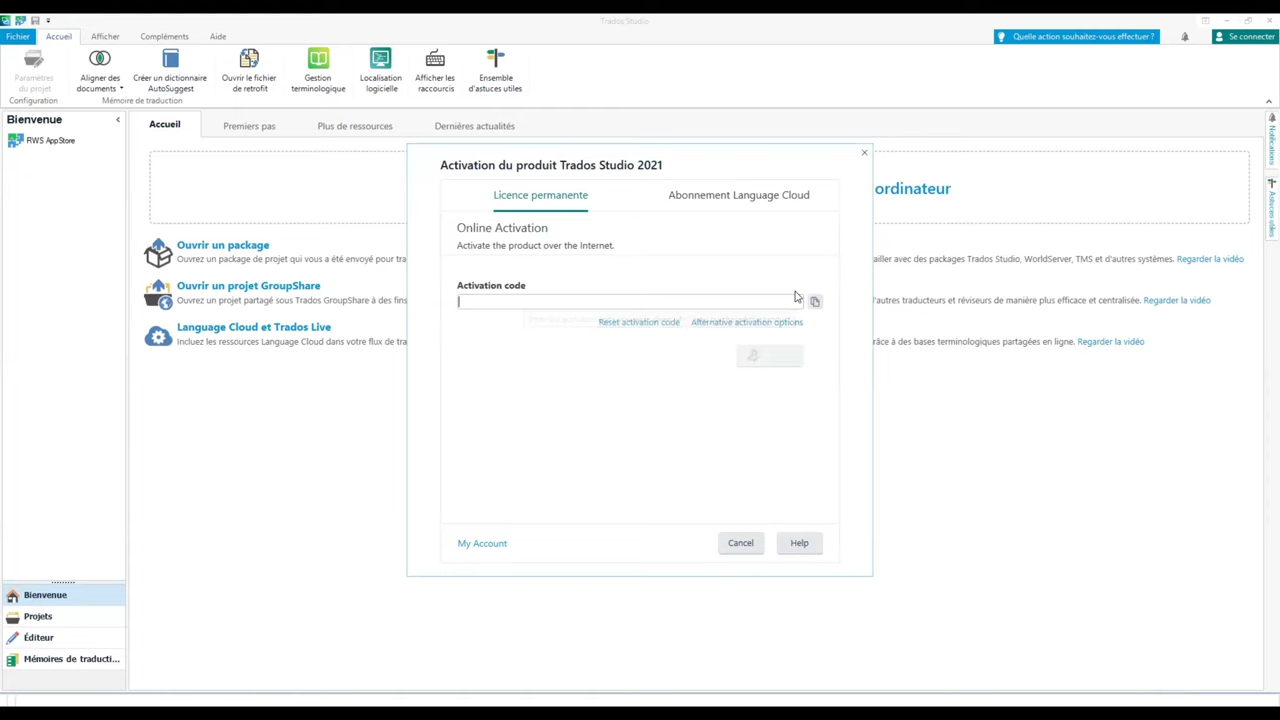 Trados Studio
Fichier
Accueil
Afficher
Compléments
Aide
Quelle action souhaitez-vous effectuer ?
Se connecter
Paramètres
du projet
Aligner des
documents
Créer un dictionnaire
AutoSuggest
Ouvrir le fichier
de retrofit
Gestion
terminologique
Localisation
logicielle
Afficher les
raccourcis
Ensemble
d'astuces utiles
Configuration
Mémoire de traduction
Bienvenue
RWS AppStore
Accueil
Premiers pas
Plus de ressources
Dernières actualités
Notifications
Astuces utiles
ordinateur
Ouvrir un package
Ouvrez un package de projet qui vous a été envoyé pour tra
ailler avec des packages Trados Studio, WorldServer, TMS et d'autres systèmes. Regarder la vidéo
Ouvrir un projet GroupShare
Ouvrez un projet partagé sous Trados GroupShare à des fins
d'autres traducteurs et réviseurs de manière plus efficace et centralisée. Regarder la vidéo
Language Cloud et Trados Live
Incluez les ressources Language Cloud dans votre flux de tra
râce à des bases terminologiques partagées en ligne. Regarder la vidéo
Activation du produit Trados Studio 2021
Licence permanente
Abonnement Language Cloud
Online Activation
Activate the product over the Internet.
Activation code
Reset activation code
Alternative activation options
My Account
Cancel
Help
Bienvenue
Projets
Éditeur
Mémoires de traducti...